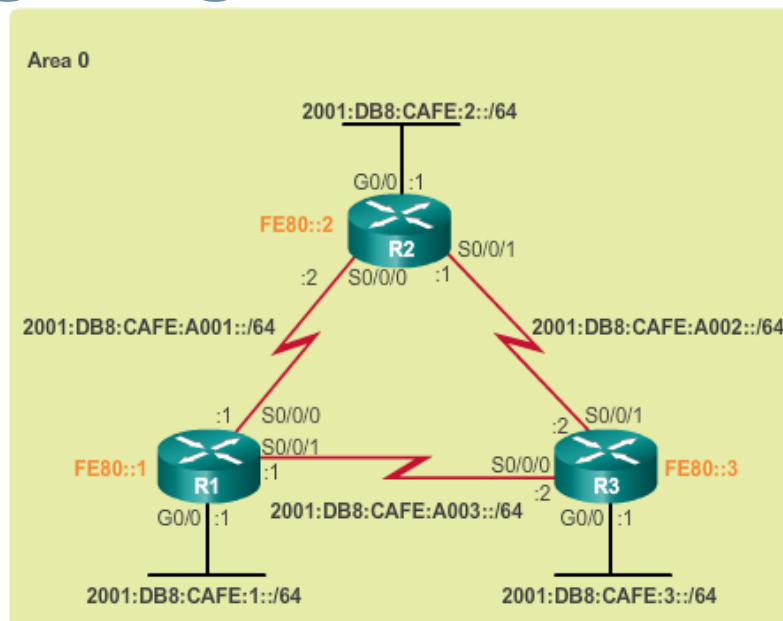 Area 0
2001:DB8:CAFE:2::/64
G0/0 :1
FE80::2
R2
S0/0/1
:2 S0/0/0 :1
2001:DB8:CAFE:A001::/64
2001:DB8:CAFE:A002::/64
:1 S0/0/0
:2 S0/0/1
S0/0/1
FE80::1
R1
:1
S0/0/0
:2
R3
FE80::3
G0/0 :1
2001:DB8:CAFE:A003::/64
G0/0 :1
2001:DB8:CAFE:1::/64
2001:DB8:CAFE:3::/64